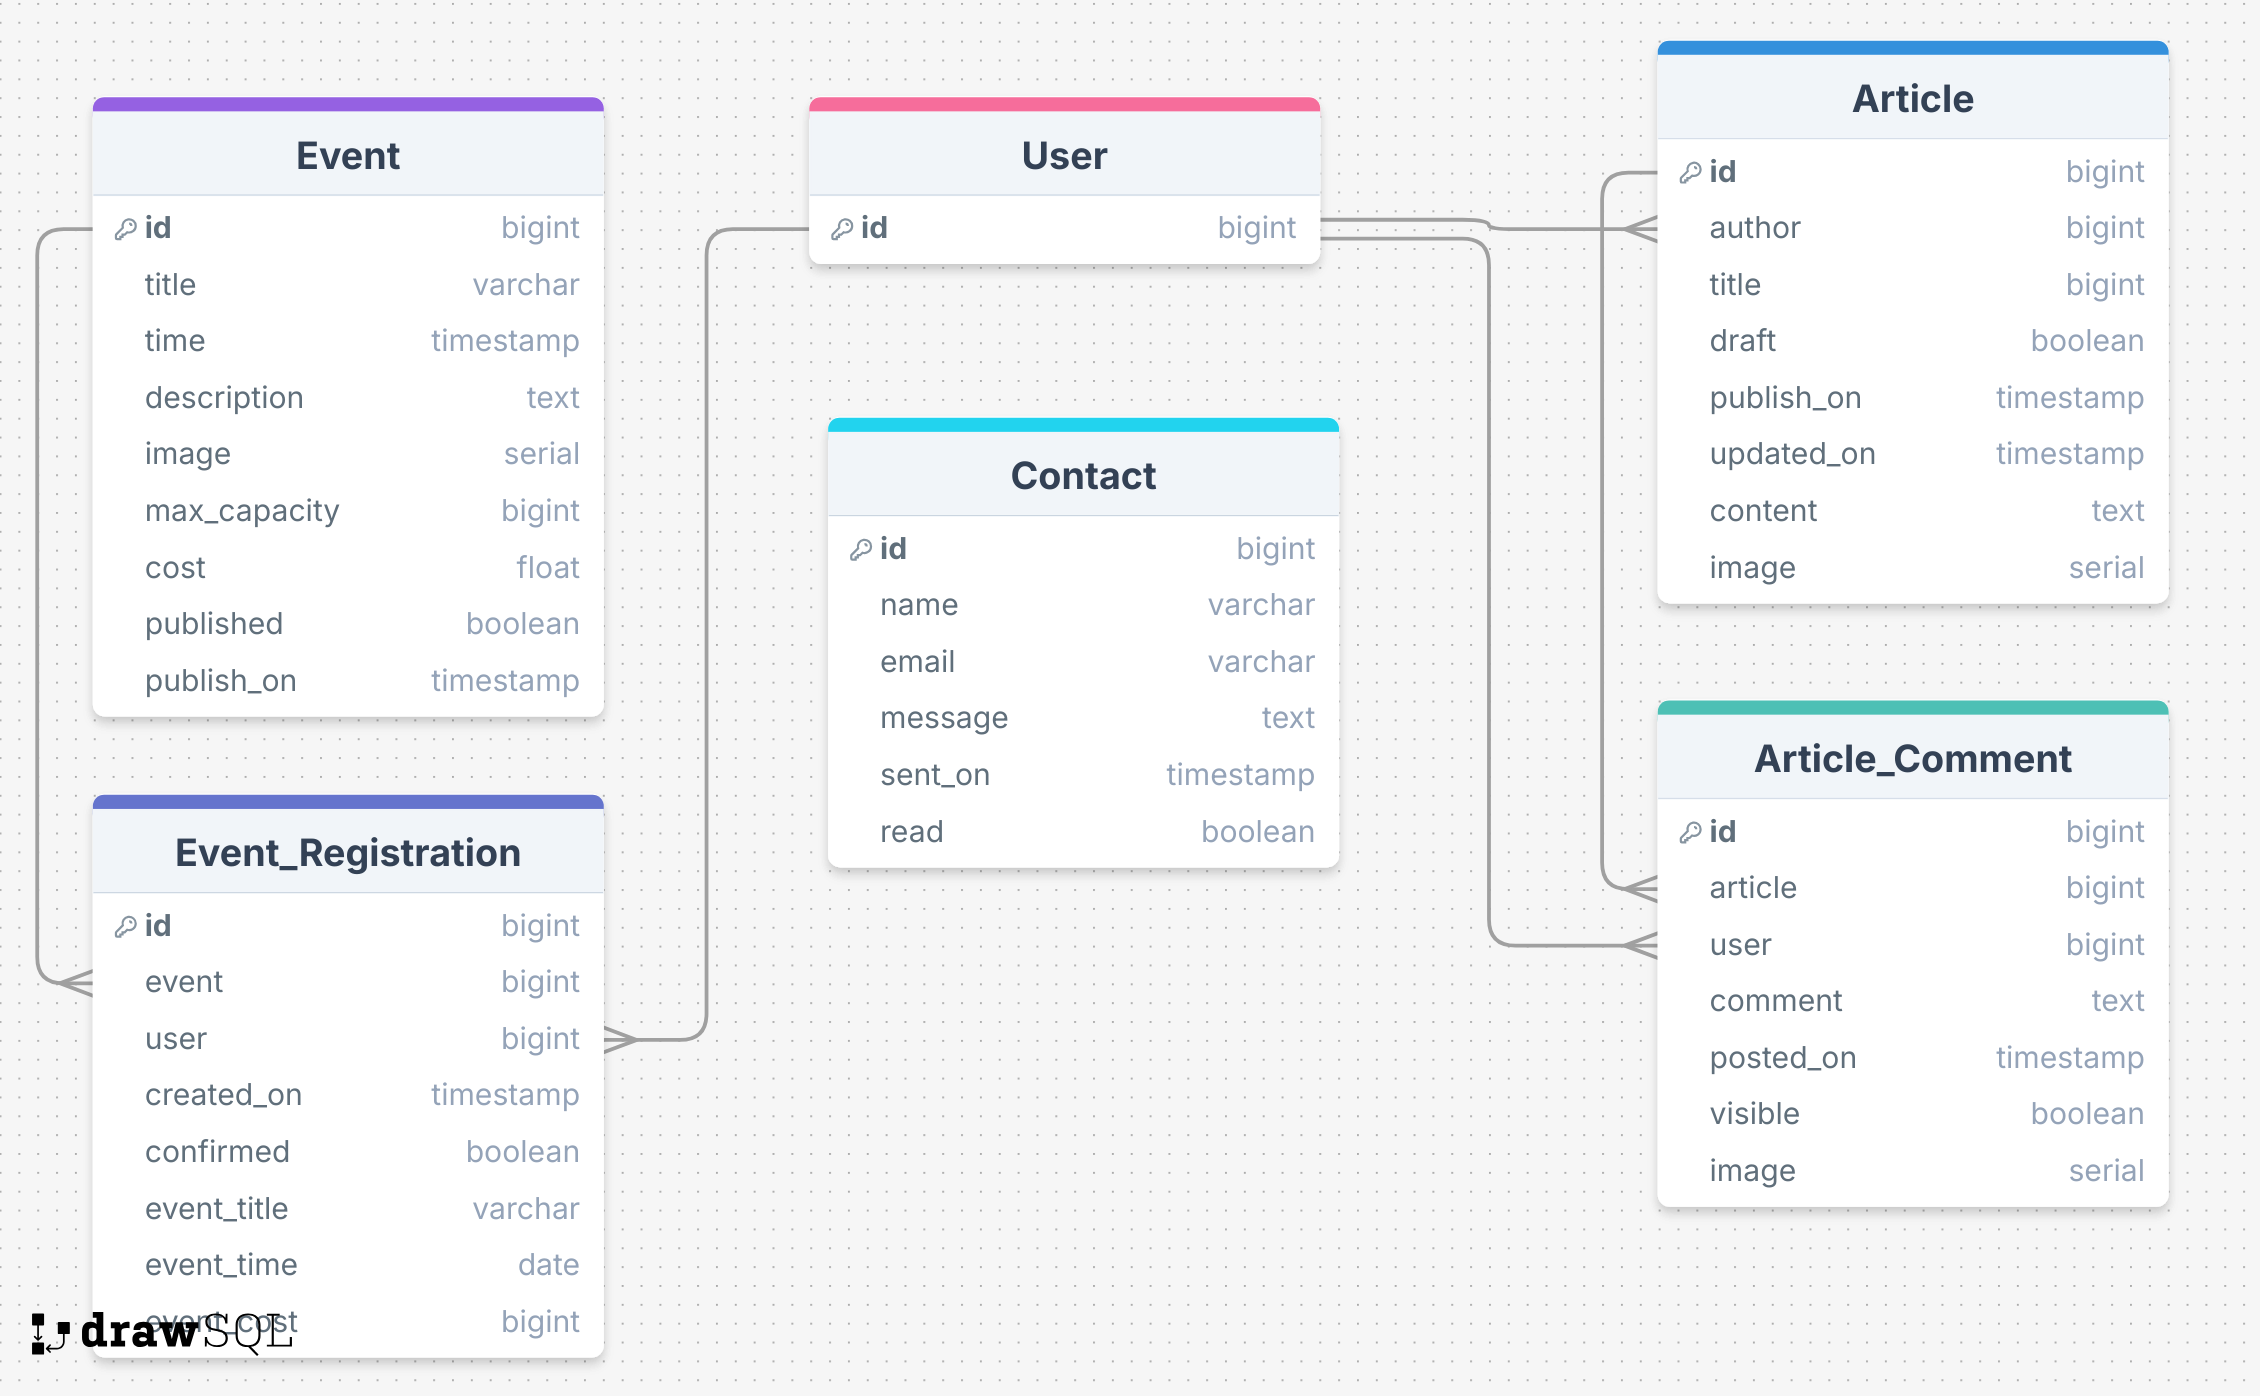 Event
id bigint
title varchar
time timestamp
description text
image serial
max_capacity bigint
cost float
published boolean
publish_on timestamp
Event_Registration
id bigint
event bigint
user bigint
created_on timestamp
confirmed boolean
event_title varchar
event_time date
event_cost bigint
drawSQL
User
id bigint
Contact
id bigint
name varchar
email varchar
message text
sent_on timestamp
read boolean
Article
id bigint
author bigint
title bigint
draft boolean
publish_on timestamp
updated_on timestamp
content text
image serial
Article_Comment
id bigint
article bigint
user bigint
comment text
posted_on timestamp
visible boolean
image serial